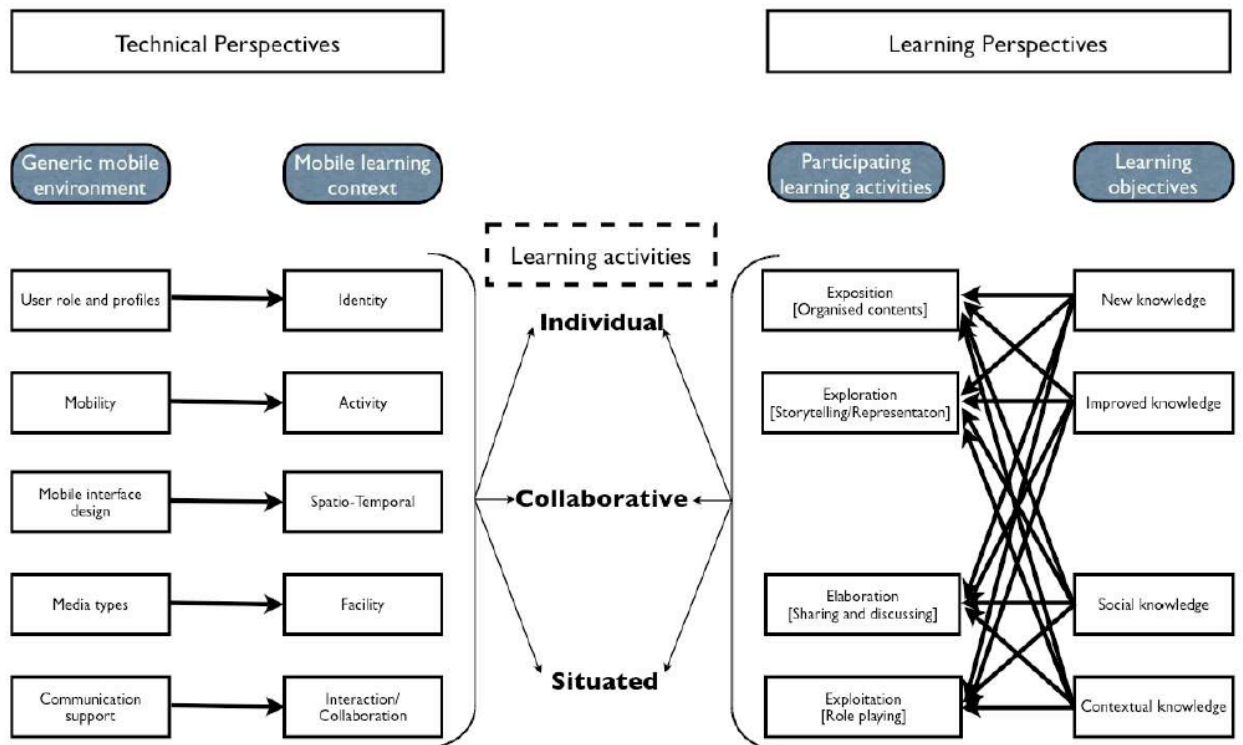 Technical Perspectives
Learning Perspectives
Generic mobile
environment
Mobile learning
context
Participating
learning activities
Learning
objectives
Learning activities
User role and profiles
Identity
Individual
Exposition
[Organised contents]
New knowledge
Mobility
Activity
Exploration
[Storytelling/Representaton]
Improved knowledge
Mobile interface
design
Spatio-Temporal
Collaborative
Media types
Facility
Elaboration
[Sharing and discussing]
Social knowledge
Situated
Communication
support
Interaction/
Collaboration
Exploitation
[Role playing]
Contextual knowledge